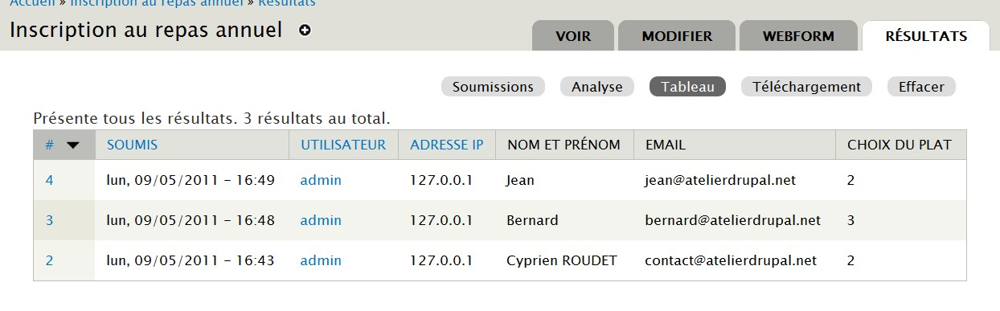 Accueil » Inscription au repas annuel » Résultats
Inscription au repas annuel
VOIR MODIFIER WEBFORM RÉSULTATS
Soumissions Analyse Tableau Téléchargement Effacer
Présente tous les résultats. 3 résultats au total.
# SOUMIS UTILISATEUR ADRESSE IP NOM ET PRÉNOM EMAIL CHOIX DU PLAT
4 lun, 09/05/2011 - 16:49 admin 127.0.0.1 Jean jean@atelierdrupal.net 2
3 lun, 09/05/2011 - 16:48 admin 127.0.0.1 Bernard bernard@atelierdrupal.net 3
2 lun, 09/05/2011 - 16:43 admin 127.0.0.1 Cyprien ROUDET contact@atelierdrupal.net 2